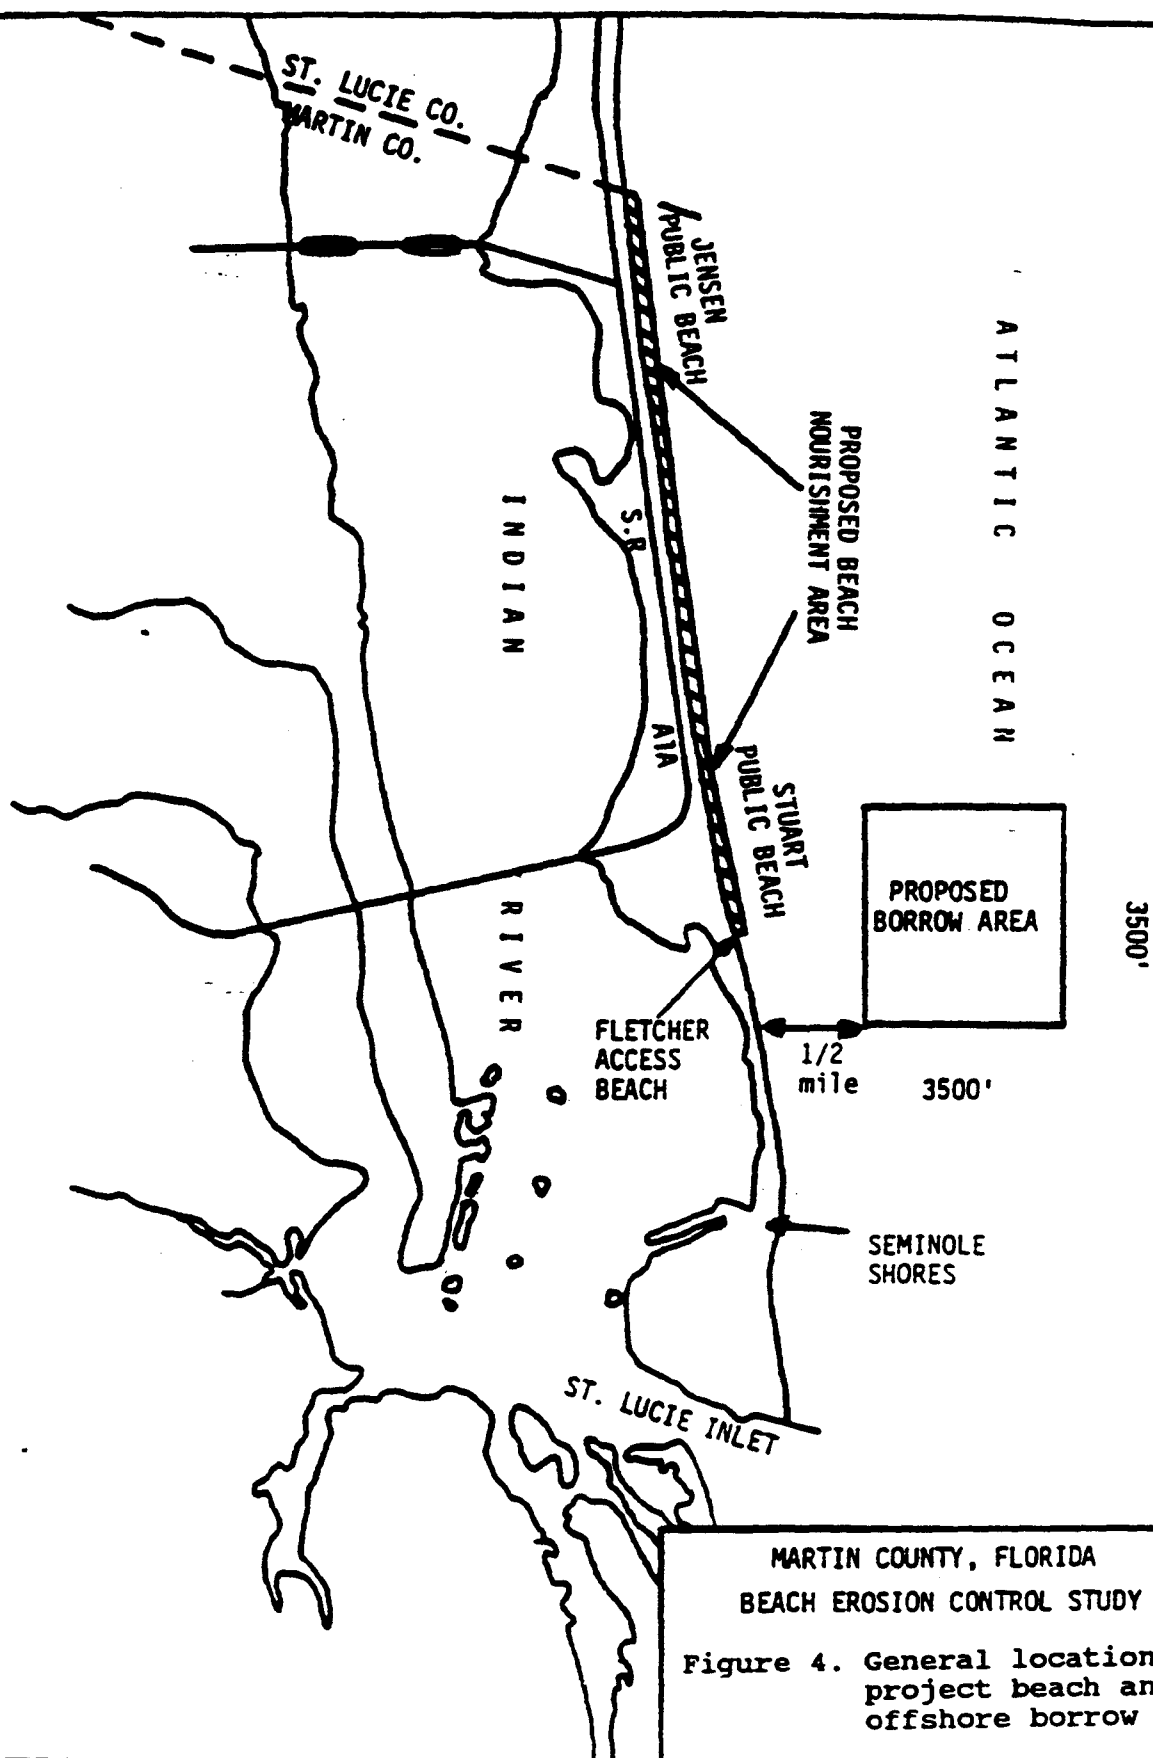 ST. LUCIE CO.
MARTIN CO.
JENSEN
PUBLIC BEACH
ATLANTIC OCEAN
PROPOSED BEACH
NOURISHMENT AREA
INDIAN
S.R
A1A
STUART
PUBLIC BEACH
PROPOSED
BORROW AREA
3500'
RIVER
FLETCHER
ACCESS
BEACH
1/2
mile
3500'
SEMINOLE
SHORES
ST. LUCIE INLET
MARTIN COUNTY, FLORIDA
BEACH EROSION CONTROL STUDY
Figure 4. General location
project beach an
offshore borrow